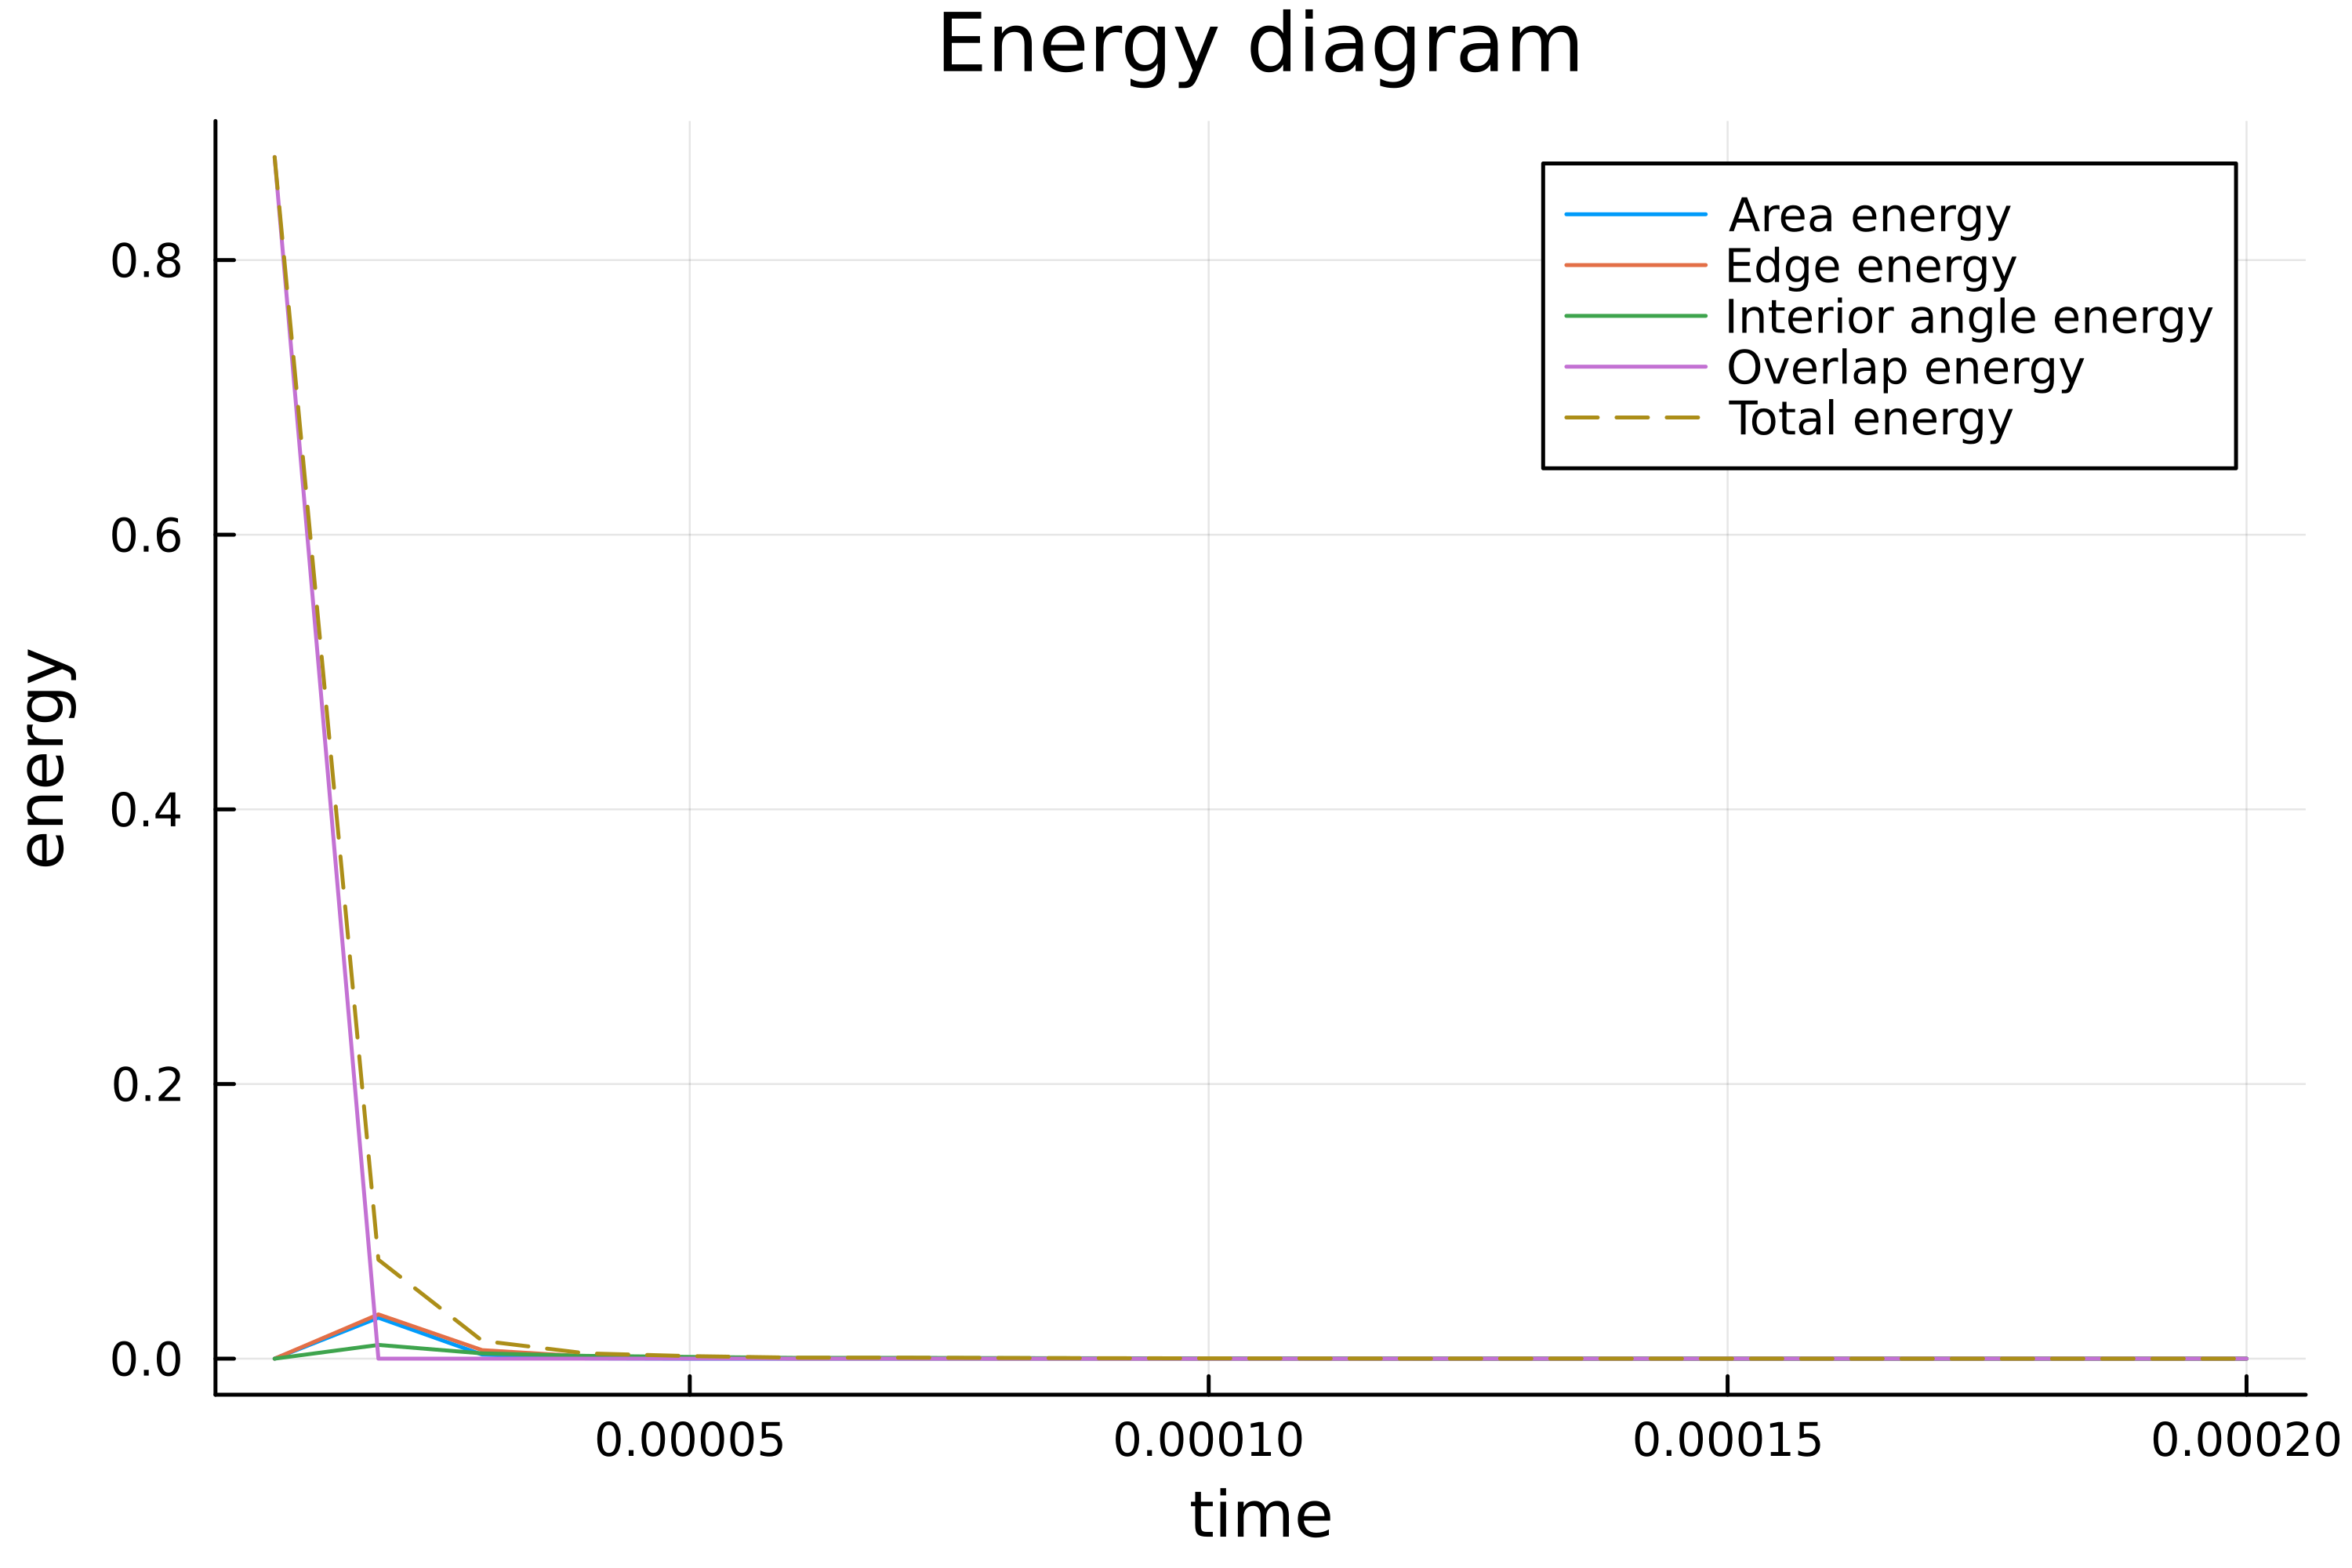 Energy diagram
Area energy
Edge energy
Interior angle energy
Overlap energy
Total energy
0.8
0.6
0.4
0.2
0.0
energy
0.00005 0.00010 0.00015 0.00020
time